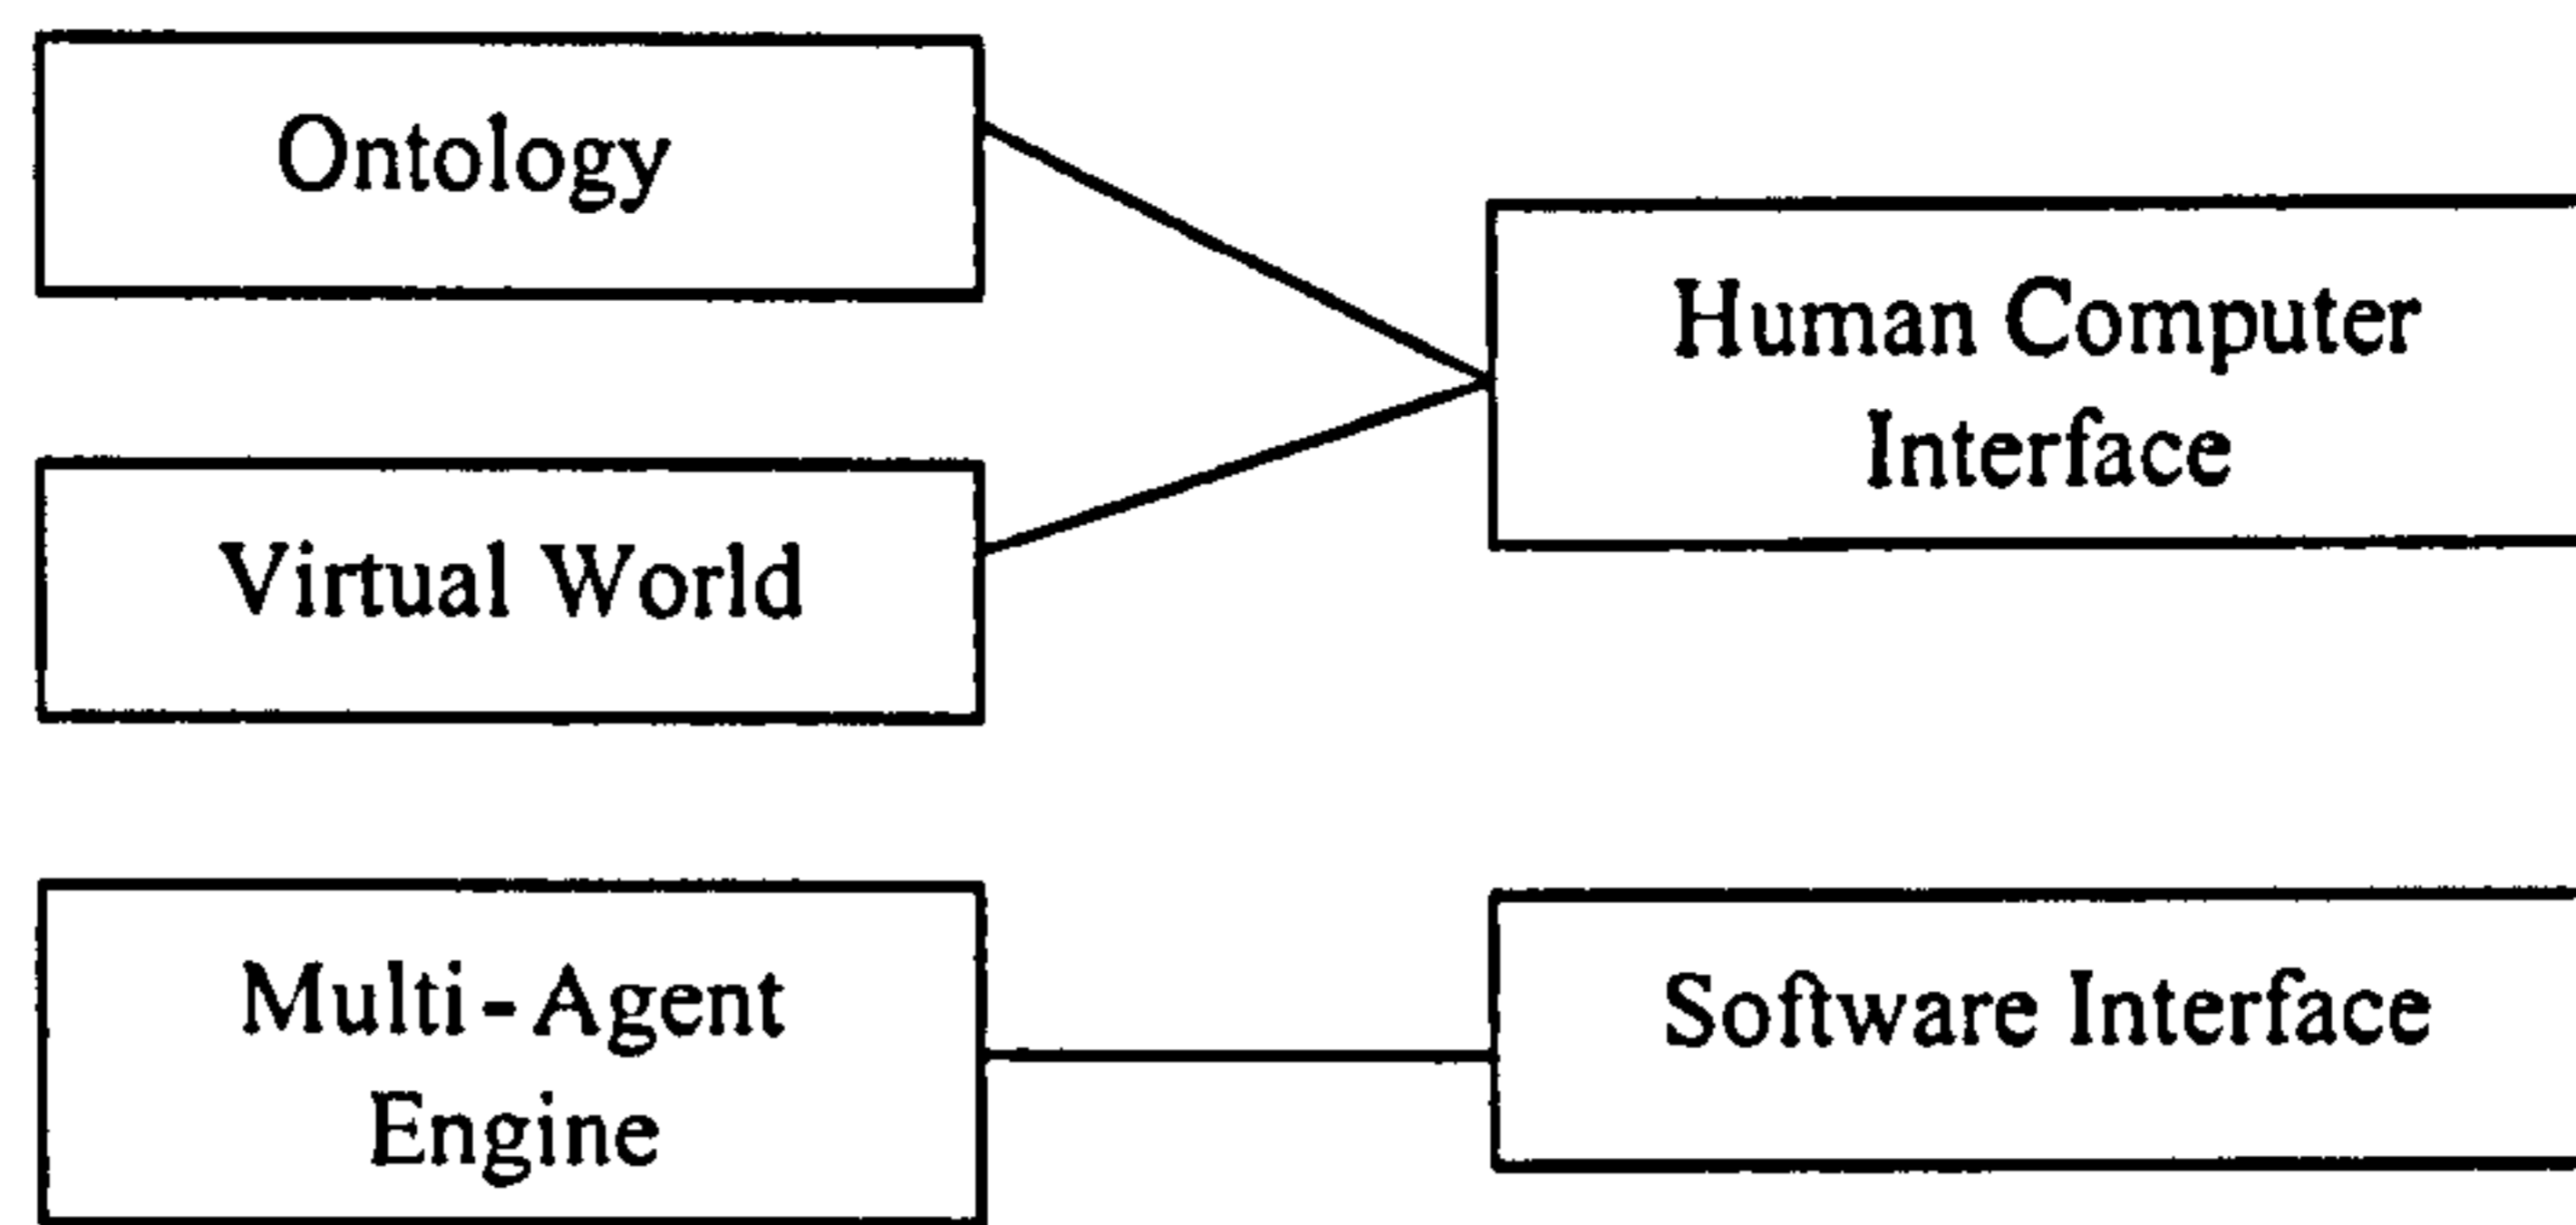 Ontology
Human Computer
Interface
Virtual World
Multi-Agent
Engine
Software Interface